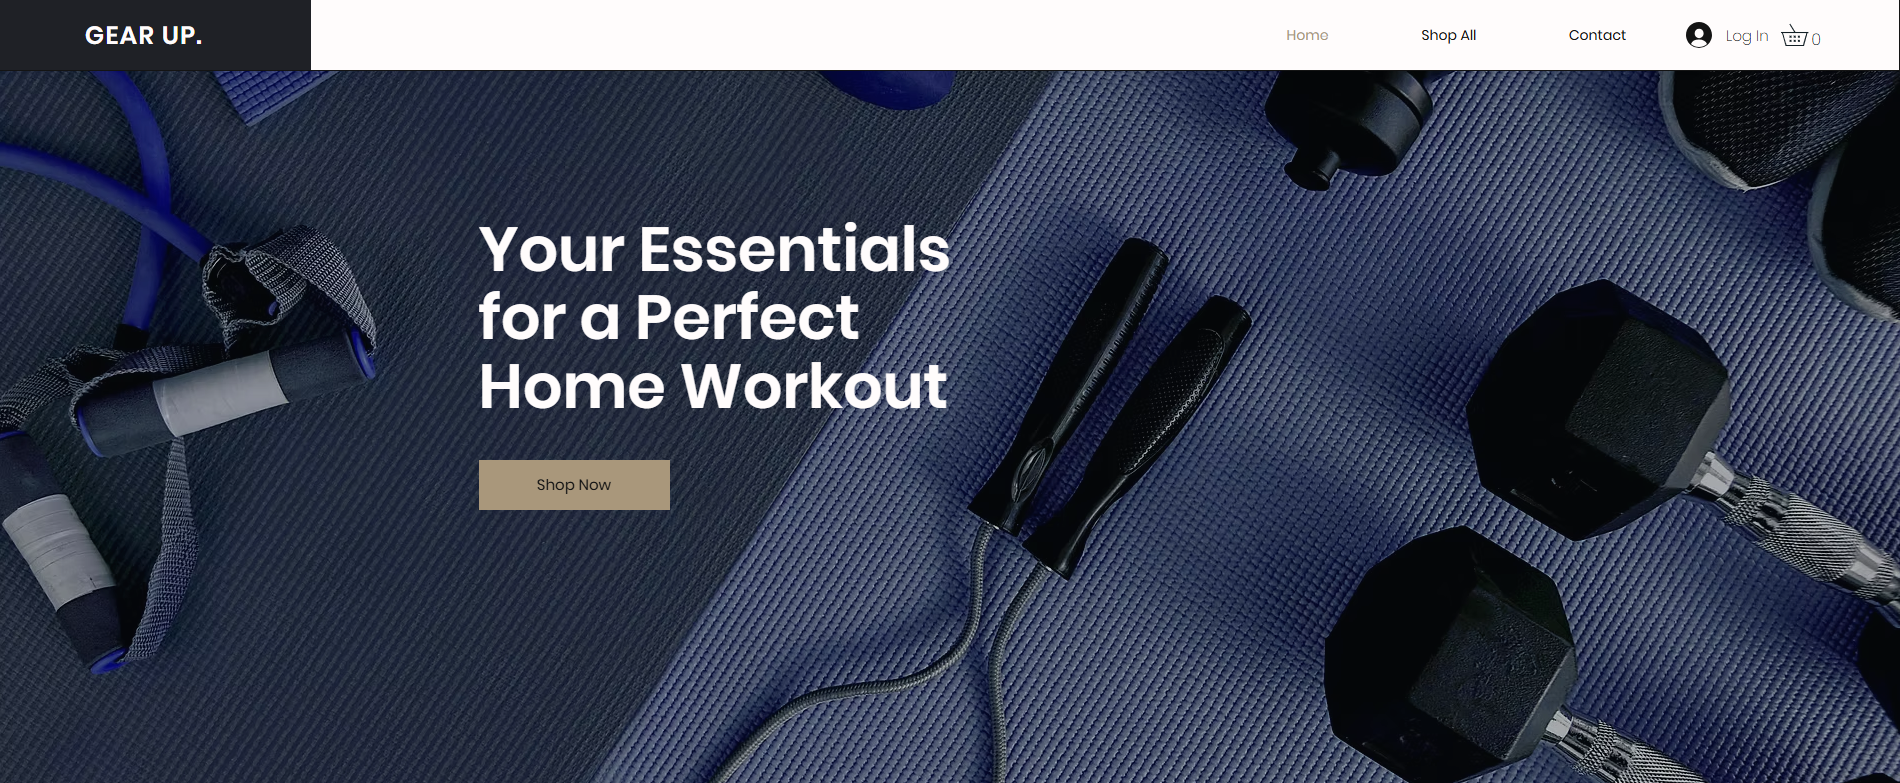 GEAR UP.
Home
Shop All
Contact
Log In
0
Your Essentials
for a Perfect
Home Workout
Shop Now